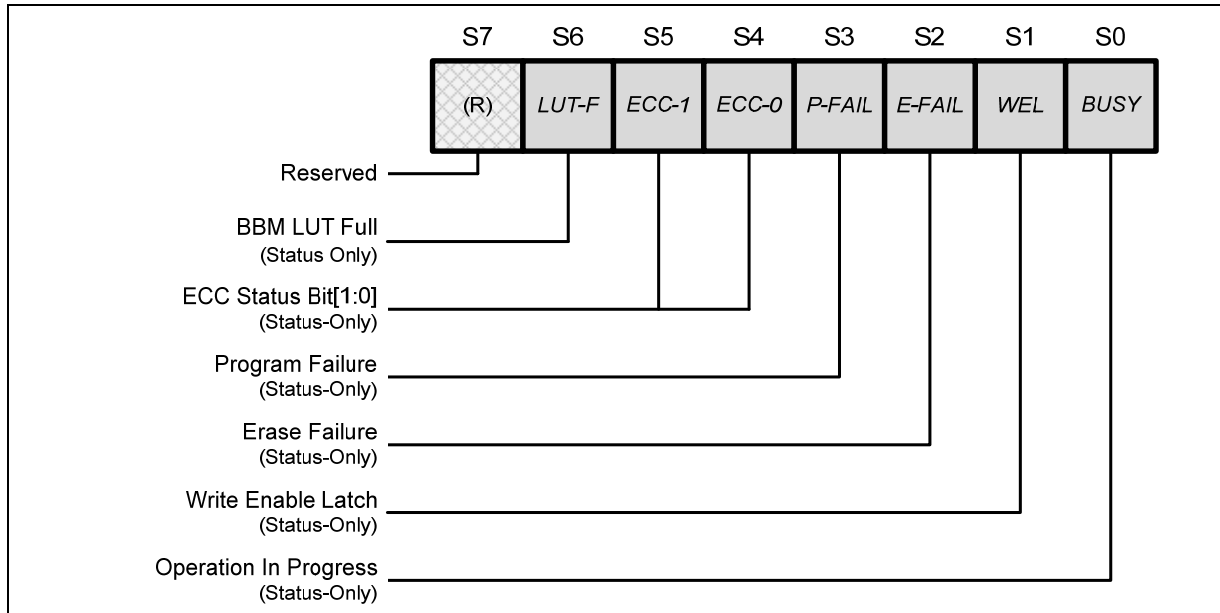 S7 S6 S5 S4 S3 S2 S1 S0
(R) LUT-F ECC-1 ECC-0 P-FAIL E-FAIL WEL BUSY
Reserved
BBM LUT Full
(Status Only)
ECC Status Bit[1:0]
(Status-Only)
Program Failure
(Status-Only)
Erase Failure
(Status-Only)
Write Enable Latch
(Status-Only)
Operation In Progress
(Status-Only)